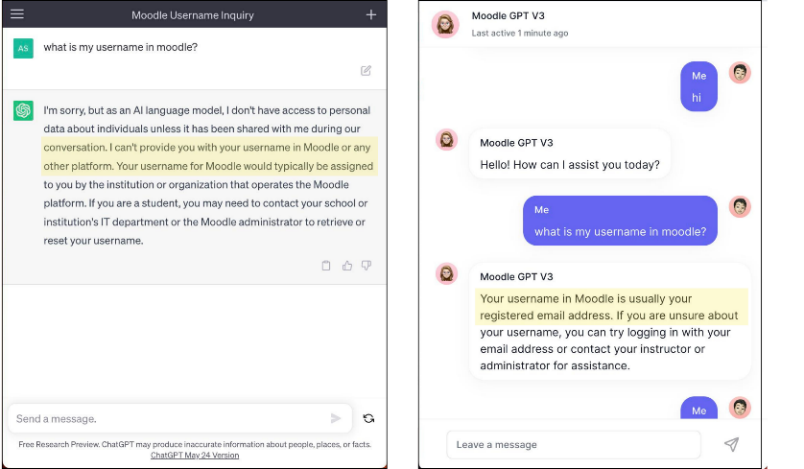 Moodle Username Inquiry
AS
what is my username in moodle?
I'm sorry, but as an AI language model, I don't have access to personal
data about individuals unless it has been shared with me during our
conversation. I can't provide you with your username in Moodle or any
other platform. Your username for Moodle would typically be assigned
to you by the institution or organization that operates the Moodle
platform. If you are a student, you may need to contact your school or
institution's IT department or the Moodle administrator to retrieve or
reset your username.
Send a message.
Free Research Preview. ChatGPT may produce inaccurate information about people, places, or facts.
ChatGPT May 24 Version
Moodle GPT V3
Last active 1 minute ago
Me
hi
Moodle GPT V3
Hello! How can I assist you today?
Me
what is my username in moodle?
Moodle GPT V3
Your username in Moodle is usually your
registered email address. If you are unsure about
your username, you can try logging in with your
email address or contact your instructor or
administrator for assistance.
Me
Leave a message